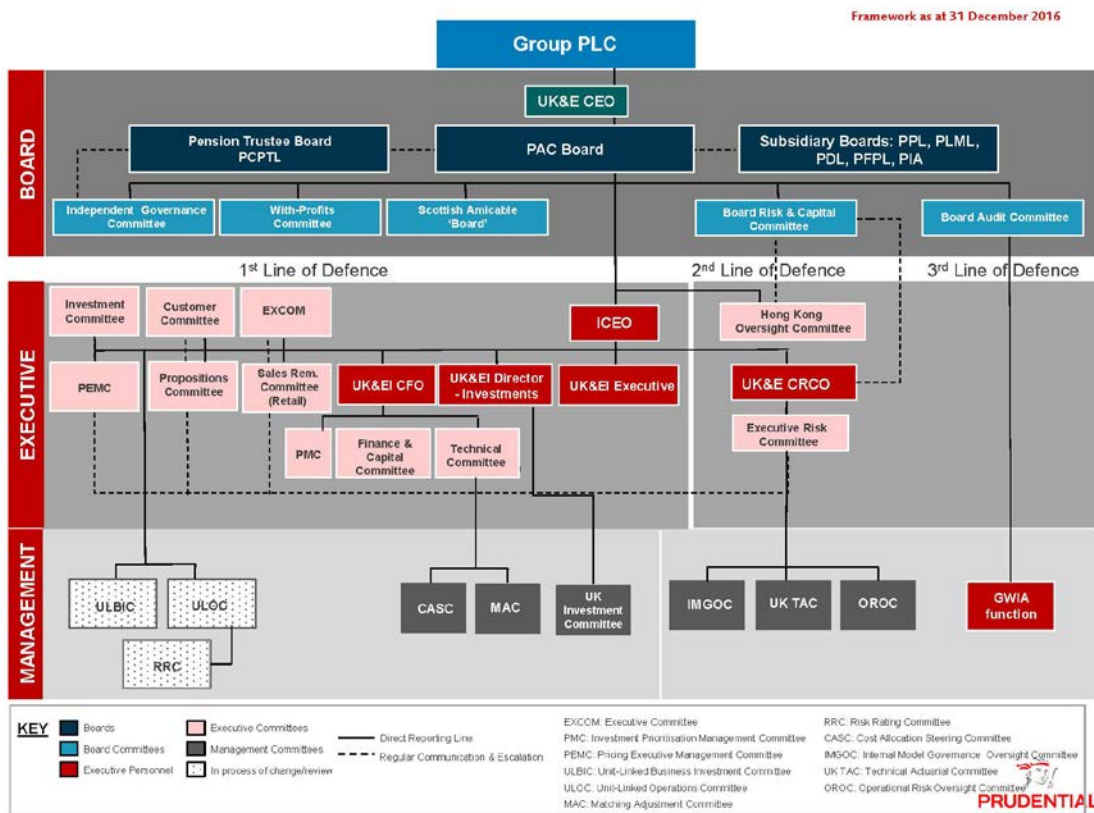 Framework as at 31 December 2016
Group PLC
BOARD
UK&E CEO
Pension Trustee Board
PCPTL
PAC Board
Subsidiary Boards: PPL, PLML,
PDL, PFPL, PIA
Independent Governance
Committee
With-Profits
Committee
Scottish Amicable
'Board'
Board Risk & Capital
Committee
Board Audit Committee
1st Line of Defence
2nd Line of Defence
3rd Line of Defence
EXECUTIVE
Investment
Committee
Customer
Committee
EXCOM
ICEO
Hong Kong
Oversight Committee
PEMC
Propositions
Committee
Sales Rem.
Committee
(Retail)
UK&EI CFO
UK&EI Director
- Investments
UK&EI Executive
UK&E CRCO
PMC
Finance &
Capital
Committee
Technical
Committee
Executive Risk
Committee
MANAGEMENT
ULBIC
ULOC
RRC
CASC
MAC
UK
Investment
Committee
IMGOC
UK TAC
OROC
GWIA
function
KEY
Boards
Board Committees
Executive Personnel
Executive Committees
Management Committees
In process of change/review
Direct Reporting Line
Regular Communication & Escalation
EXCOM: Executive Committee
PMC: Investment Prioritisation Management Committee
PEMC: Pricing Executive Management Committee
ULBIC: Unit-Linked Business Investment Committee
ULOC: Unit-Linked Operations Committee
MAC: Matching Adjustment Committee
RRC: Risk Rating Committee
CASC: Cost Allocation Steering Committee
IMGOC: Internal Model Governance Oversight Committee
UK TAC: Technical Actuarial Committee
OROC: Operational Risk Oversight Committee
PRUDENTIAL